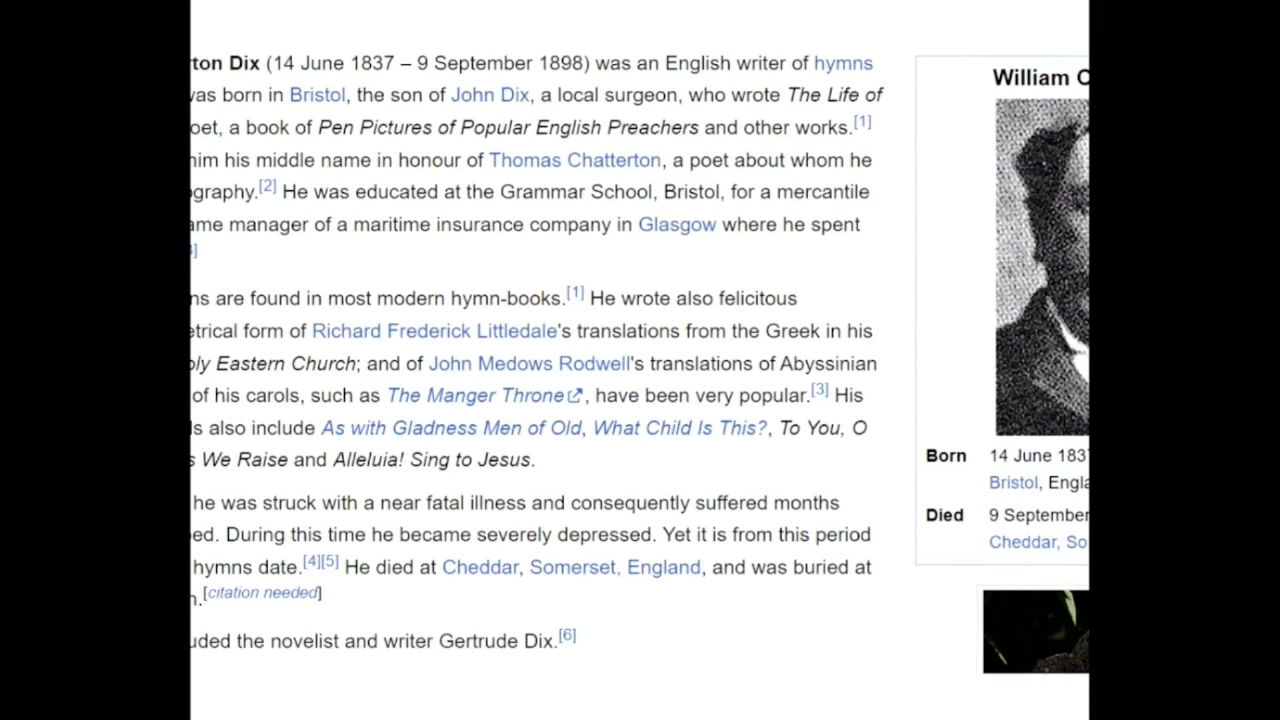 rton Dix (14 June 1837 – 9 September 1898) was an English writer of hymns
was born in Bristol, the son of John Dix, a local surgeon, who wrote The Life of
oet, a book of Pen Pictures of Popular English Preachers and other works.[1]
him his middle name in honour of Thomas Chatterton, a poet about whom he
ography.[2] He was educated at the Grammar School, Bristol, for a mercantile
ame manager of a maritime insurance company in Glasgow where he spent
3]
ns are found in most modern hymn-books.[1] He wrote also felicitous
etrical form of Richard Frederick Littledale's translations from the Greek in his
oly Eastern Church; and of John Medows Rodwell's translations of Abyssinian
of his carols, such as The Manger Throne, have been very popular.[3] His
ls also include As with Gladness Men of Old, What Child Is This?, To You, O
s We Raise and Alleluia! Sing to Jesus.
he was struck with a near fatal illness and consequently suffered months
ed. During this time he became severely depressed. Yet it is from this period
hymns date.[4][5] He died at Cheddar, Somerset, England, and was buried at
h.[citation needed]
uded the novelist and writer Gertrude Dix.[6]
William C
Born 14 June 1837
Bristol, Engla
Died 9 September
Cheddar, So